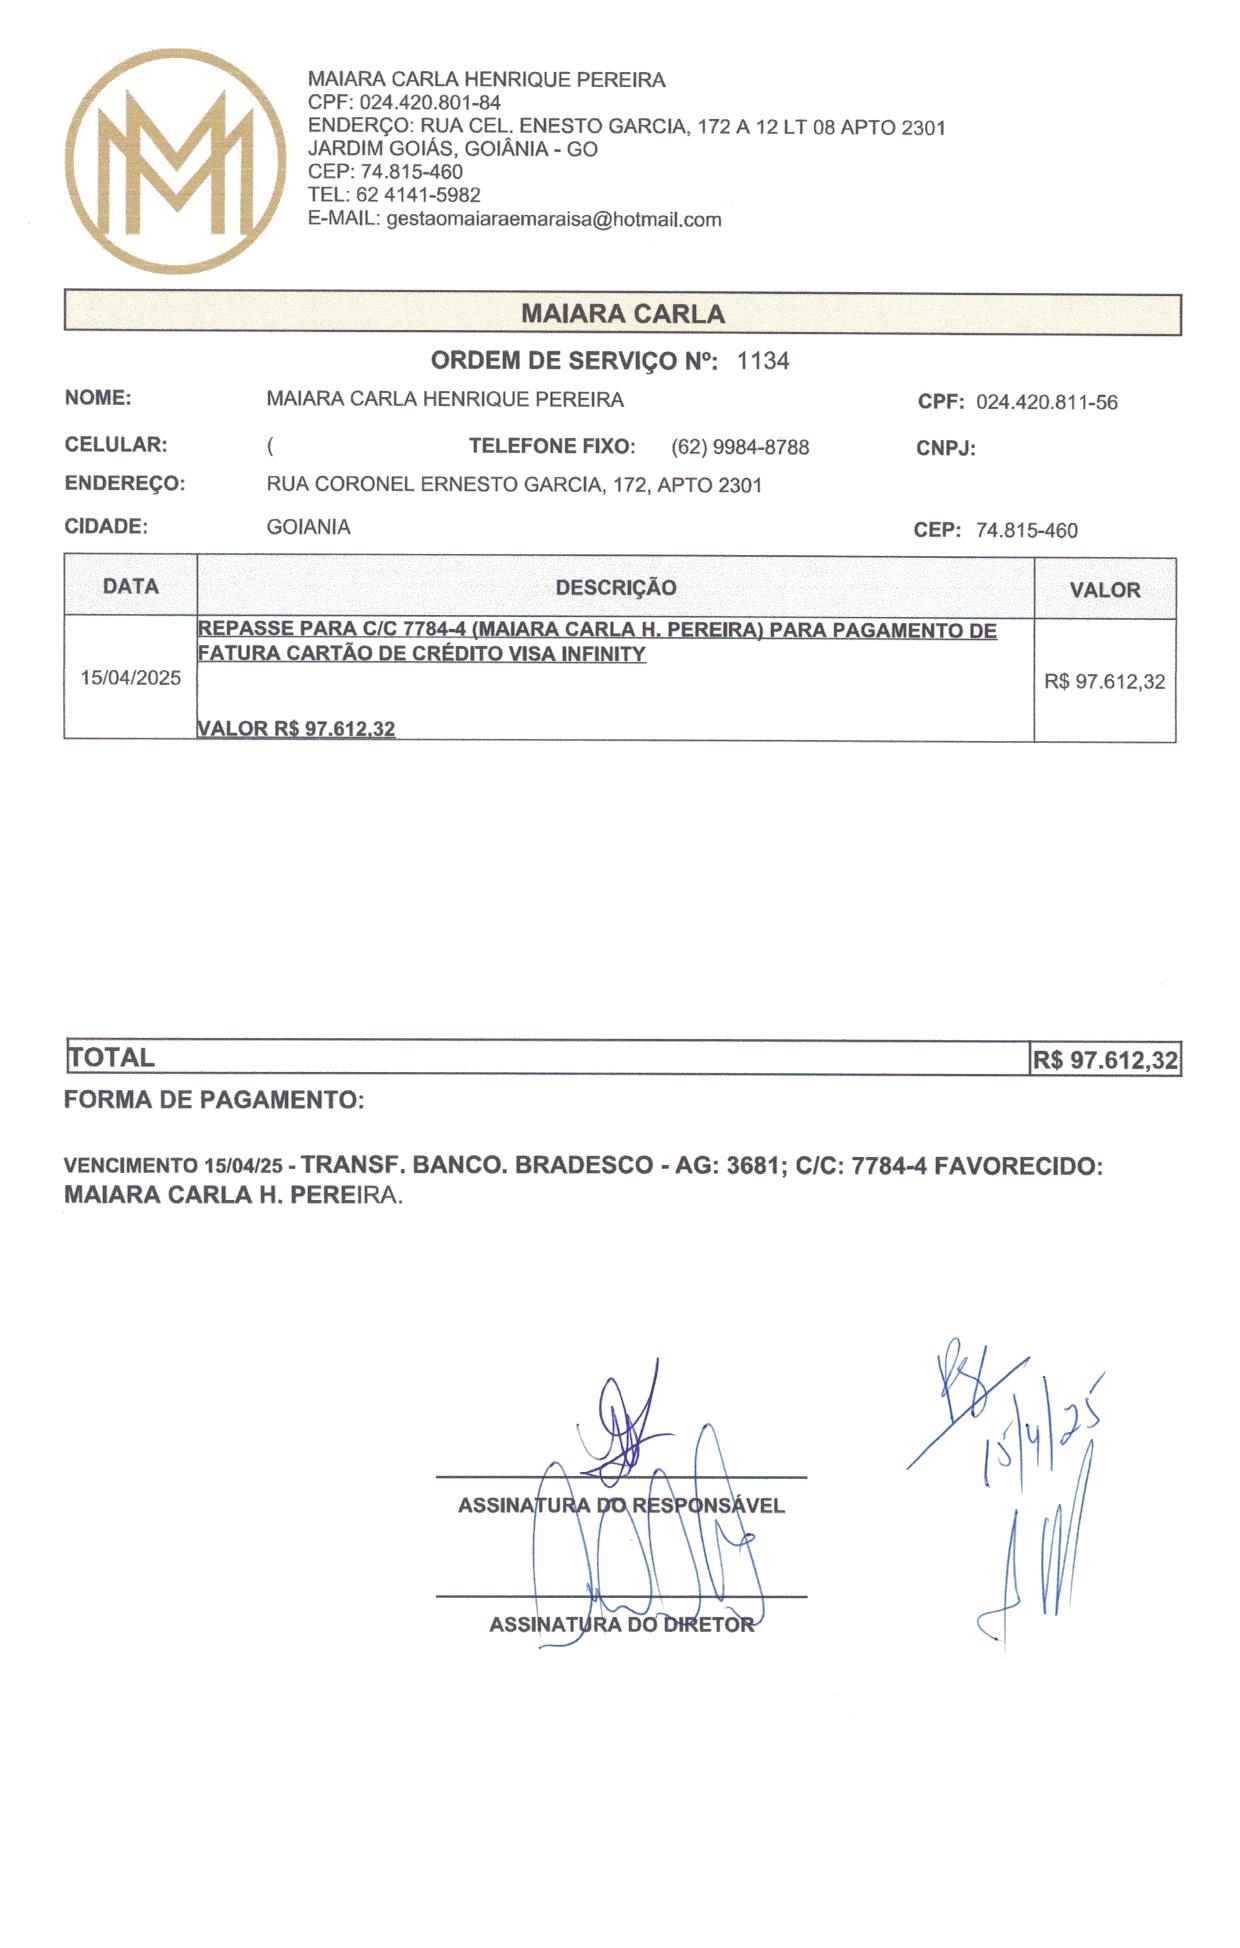 MAIARA CARLA HENRIQUE PEREIRA
CPF: 024.420.801-84
ENDERÇO: RUA CEL. ENESTO GARCIA, 172 A 12 LT 08 APTO 2301
JARDIM GOIÁS, GOIÂNIA - GO
CEP: 74.815-460
TEL: 62 4141-5982
E-MAIL: gestaomaiaraemaraisa@hotmail.com
MAIARA CARLA
ORDEM DE SERVIÇO Nº: 1134
NOME: MAIARA CARLA HENRIQUE PEREIRA CPF: 024.420.811-56
CELULAR: ( TELEFONE FIXO: (62) 9984-8788 CNPJ:
ENDEREÇO: RUA CORONEL ERNESTO GARCIA, 172, APTO 2301
CIDADE: GOIANIA CEP: 74.815-460
DATA DESCRIÇÃO VALOR
REPASSE PARA C/C 7784-4 (MAIARA CARLA H. PEREIRA) PARA PAGAMENTO DE
FATURA CARTÃO DE CRÉDITO VISA INFINITY
15/04/2025 R$ 97.612,32
VALOR R$ 97.612,32
TOTAL R$ 97.612,32
FORMA DE PAGAMENTO:
VENCIMENTO 15/04/25 - TRANSF. BANCO. BRADESCO - AG: 3681; C/C: 7784-4 FAVORECIDO:
MAIARA CARLA H. PEREIRA.
15/4/25
ASSINATURA DO RESPONSÁVEL
ASSINATURA DO DIRETOR